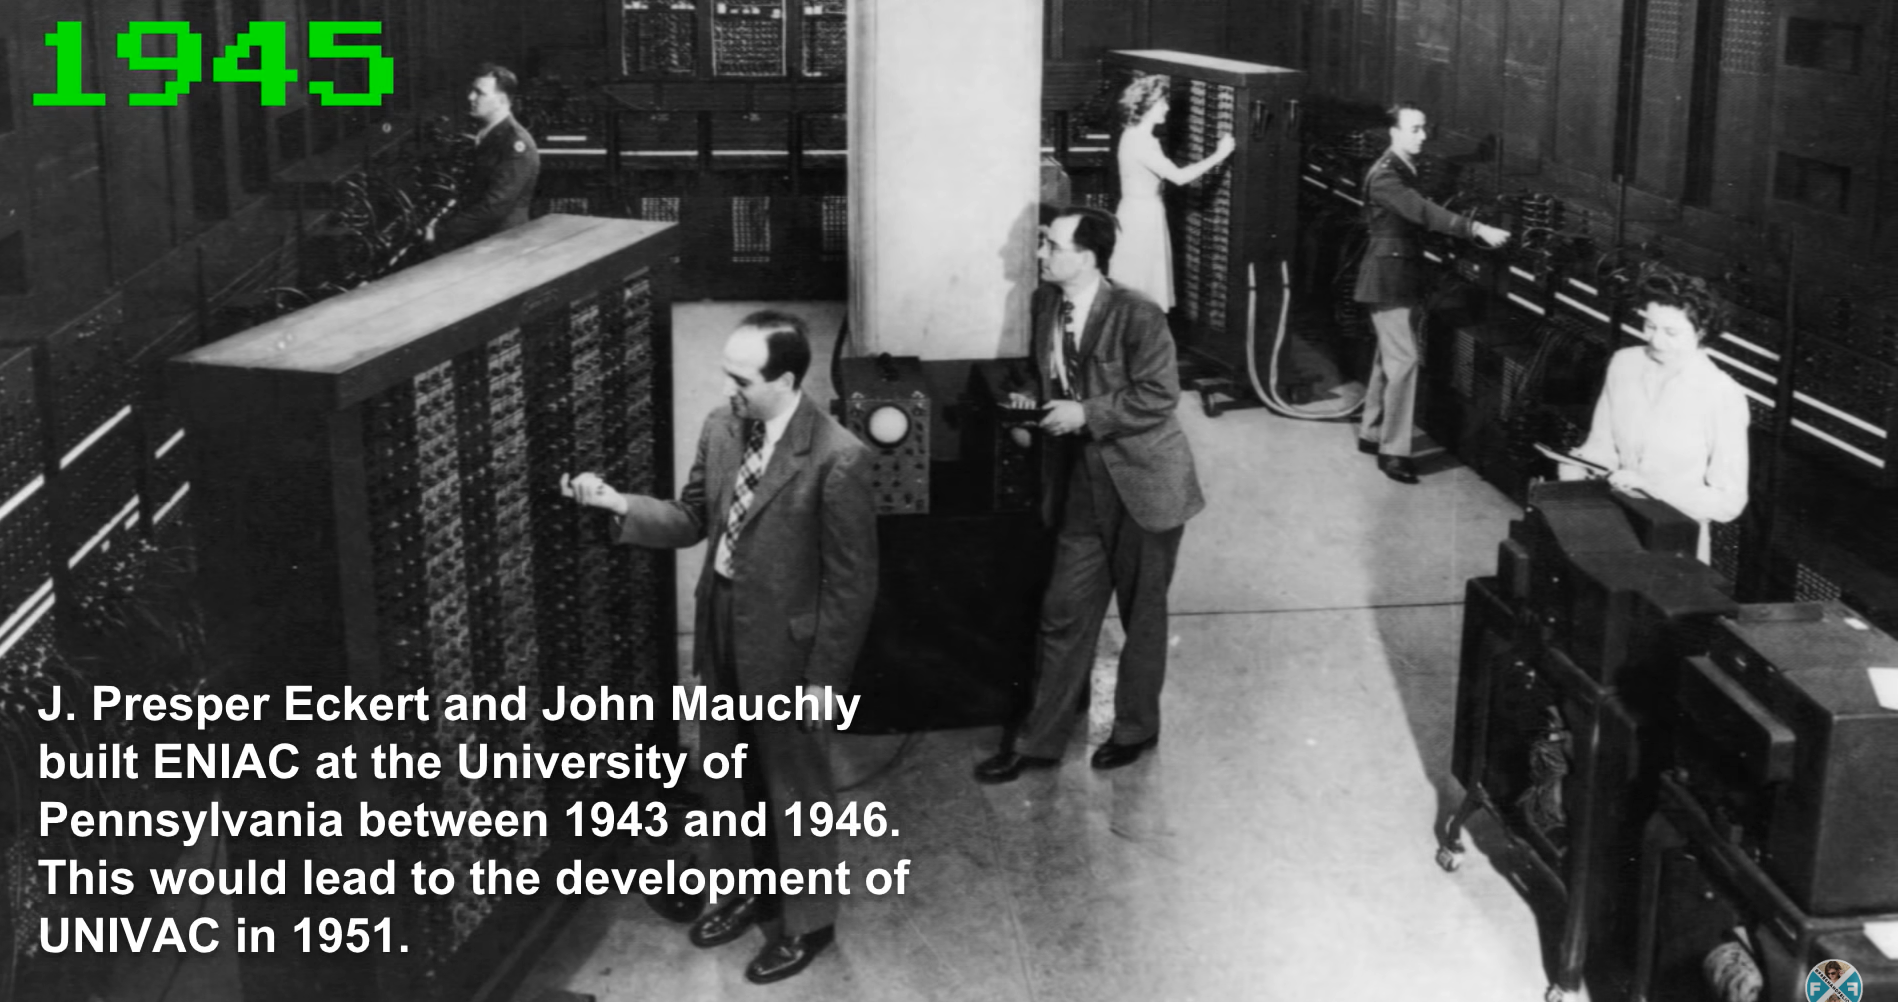 1945
J. Presper Eckert and John Mauchly
built ENIAC at the University of
Pennsylvania between 1943 and 1946.
This would lead to the development of
UNIVAC in 1951.
F F